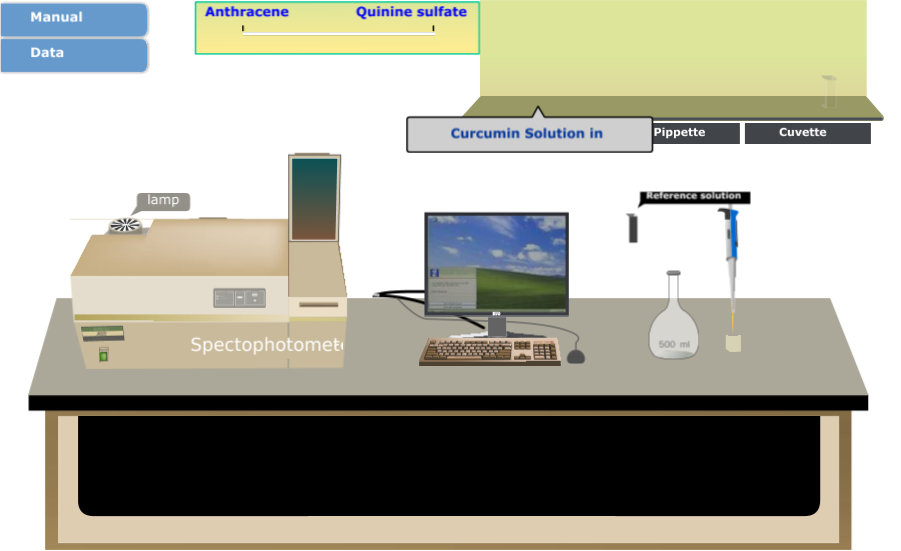 Manual
Data
Anthracene Quinine sulfate
Curcumin Solution in
Pippette
Cuvette
lamp
Reference solution
Spectophotomete
500 ml